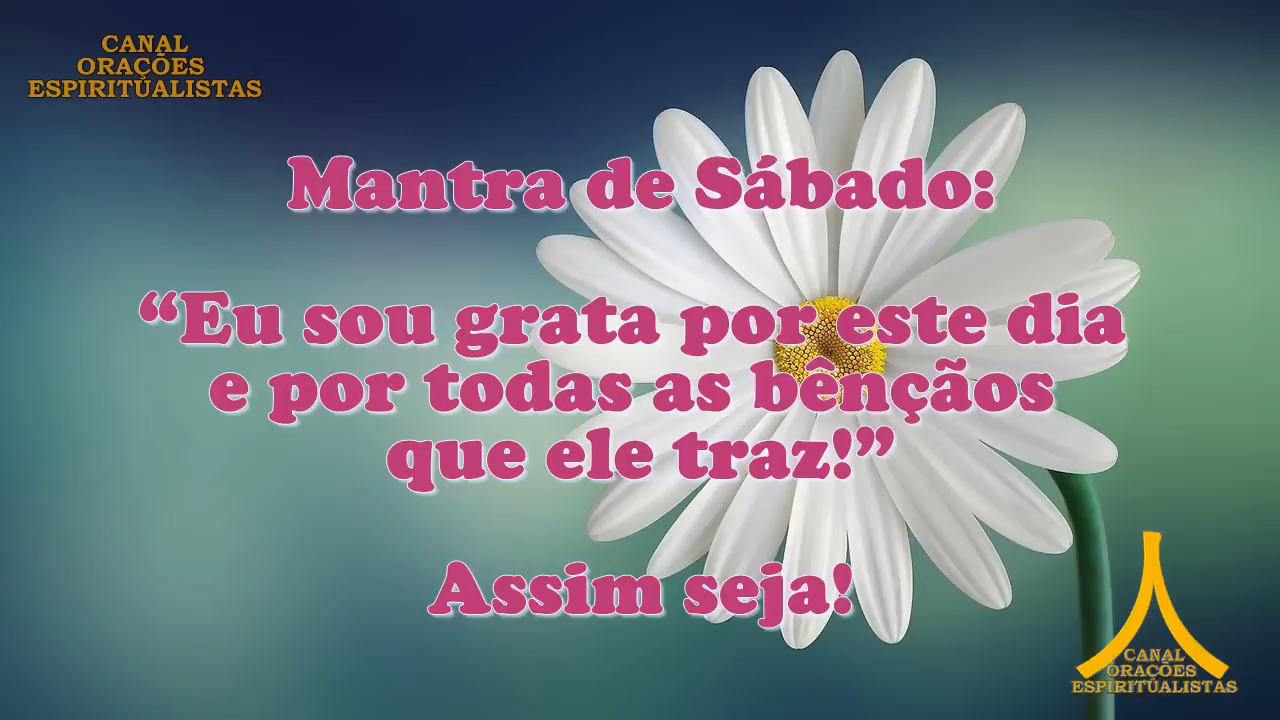 CANAL
ORAÇÕES
ESPIRITUALISTAS
Mantra de Sábado:
“Eu sou grata por este dia
e por todas as bênçãos
que ele traz!”
Assim seja!
CANAL
ORAÇÕES
ESPIRITUALISTAS